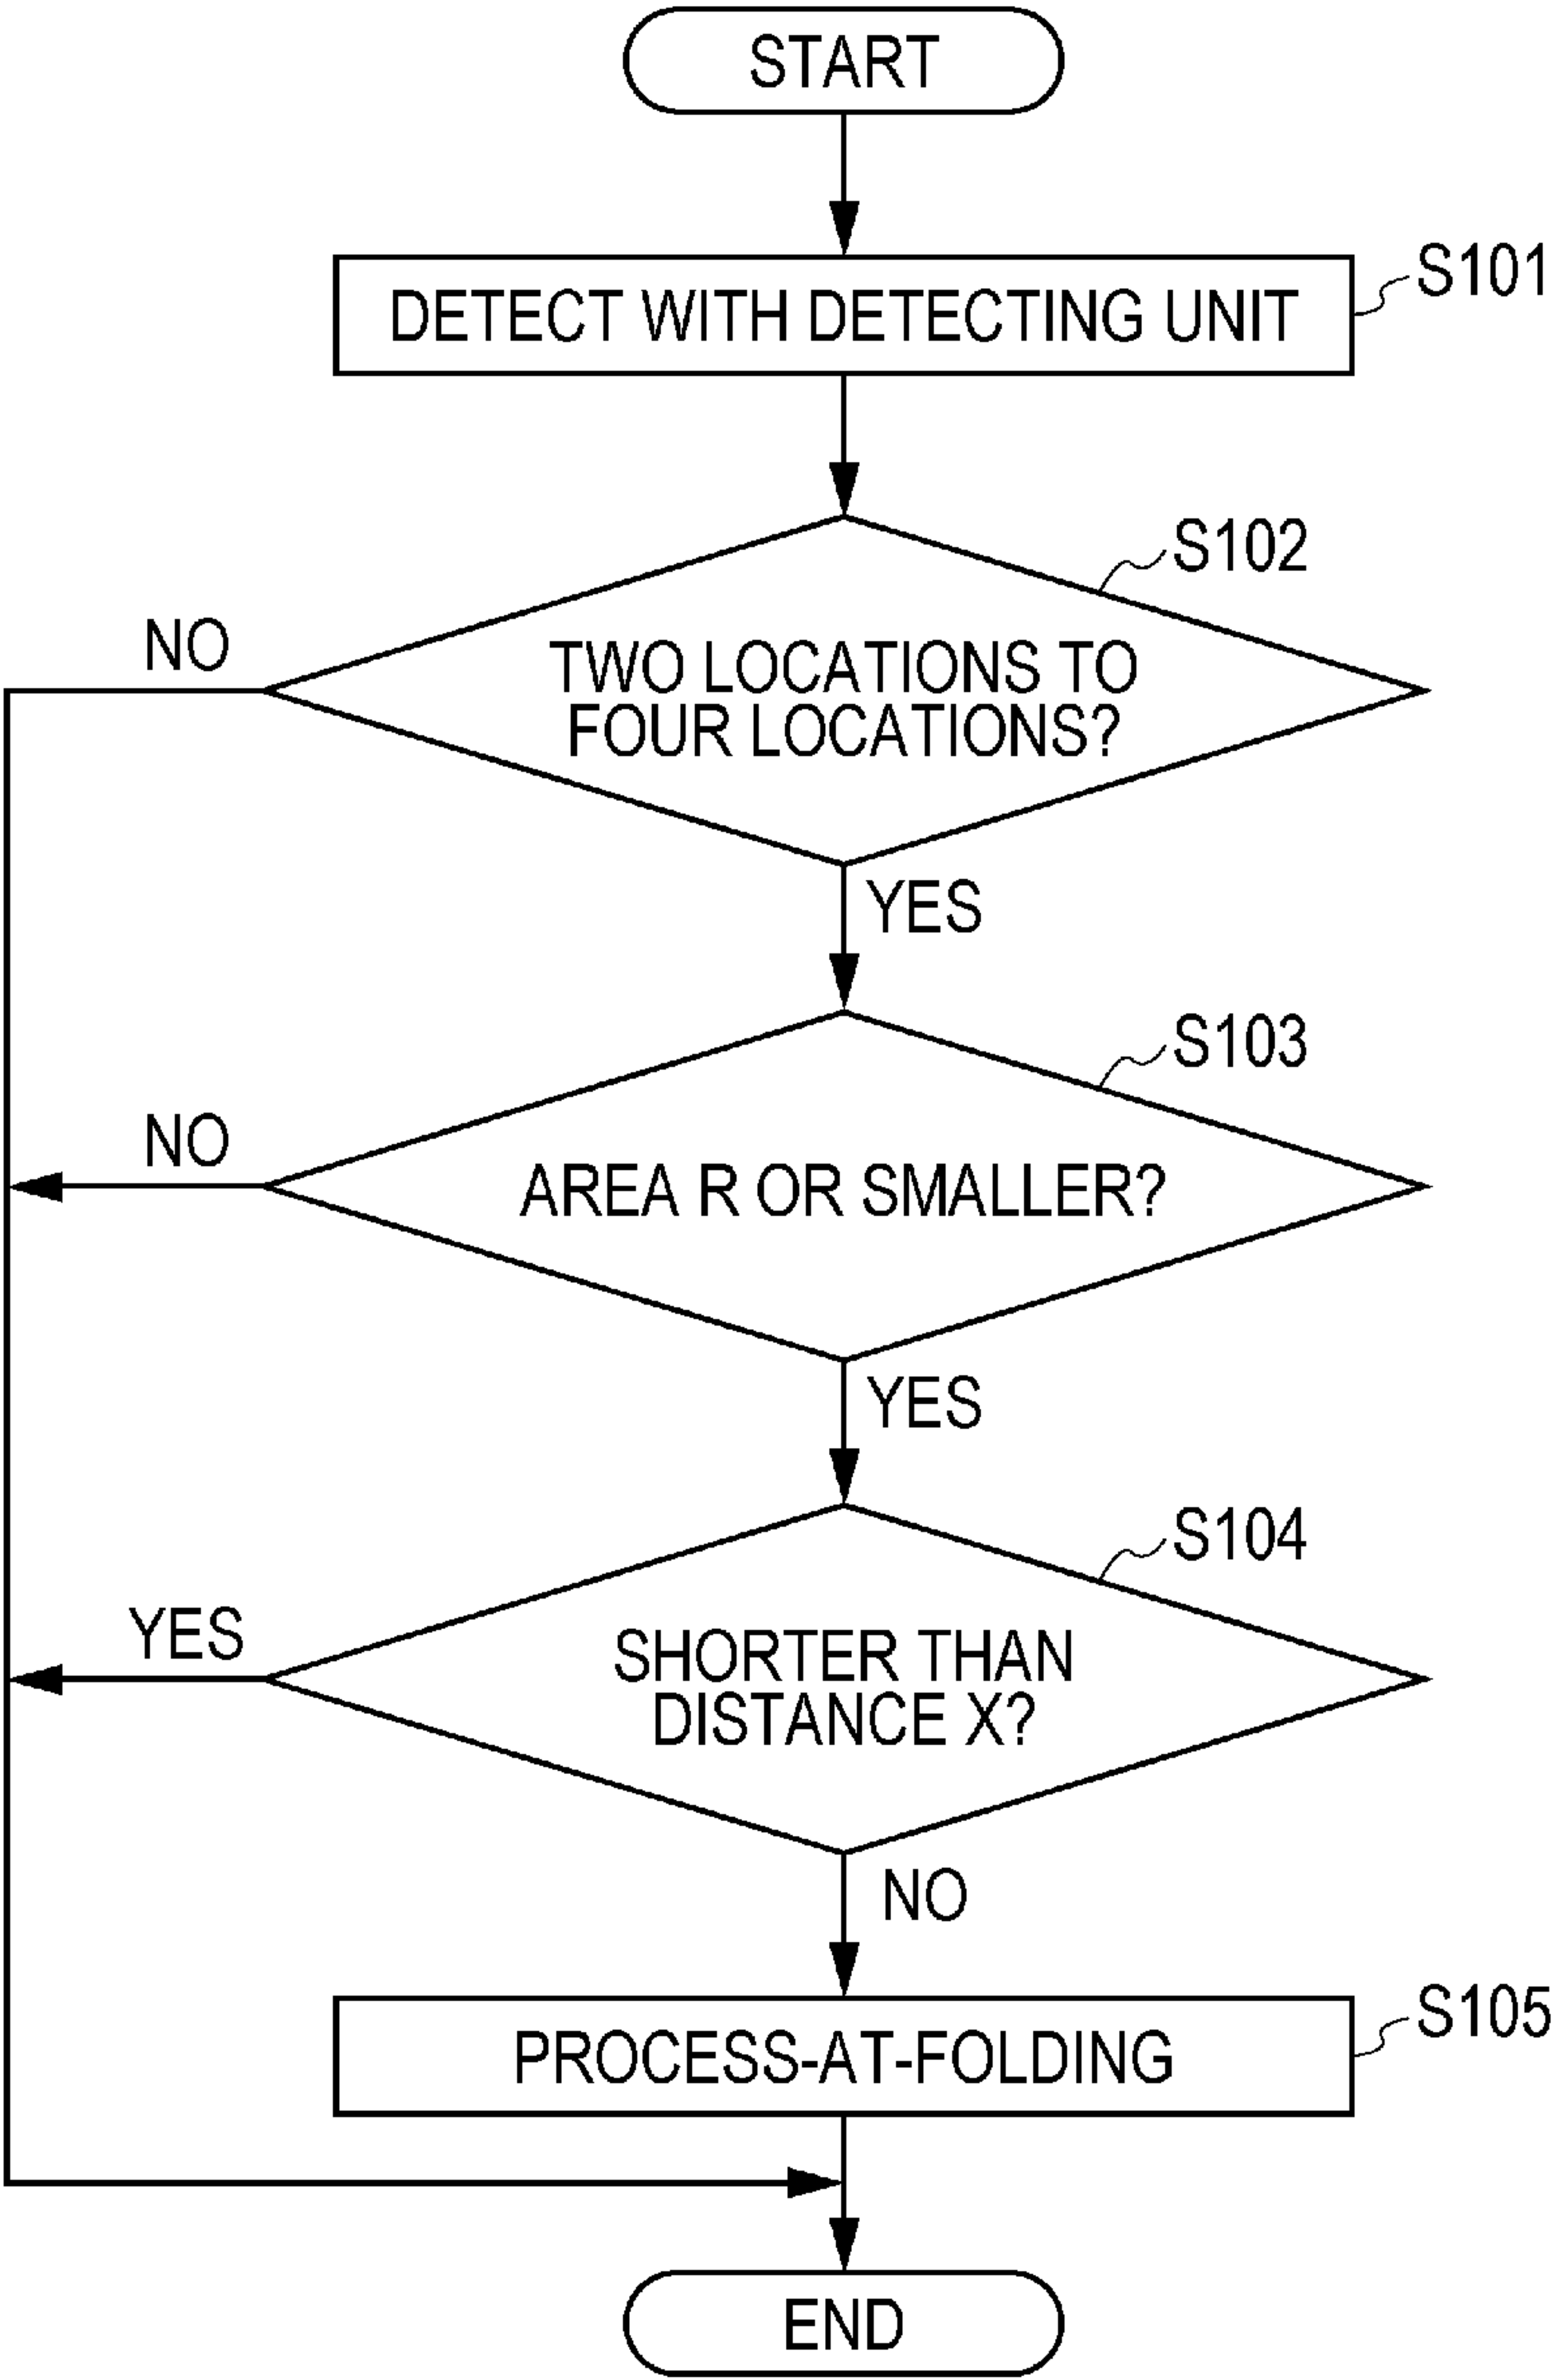 START
S101
DETECT WITH DETECTING UNIT
S102
NO
TWO LOCATIONS TO
FOUR LOCATIONS?
YES
S103
NO
AREA R OR SMALLER?
YES
S104
YES
SHORTER THAN
DISTANCE X?
NO
S105
PROCESS-AT-FOLDING
END